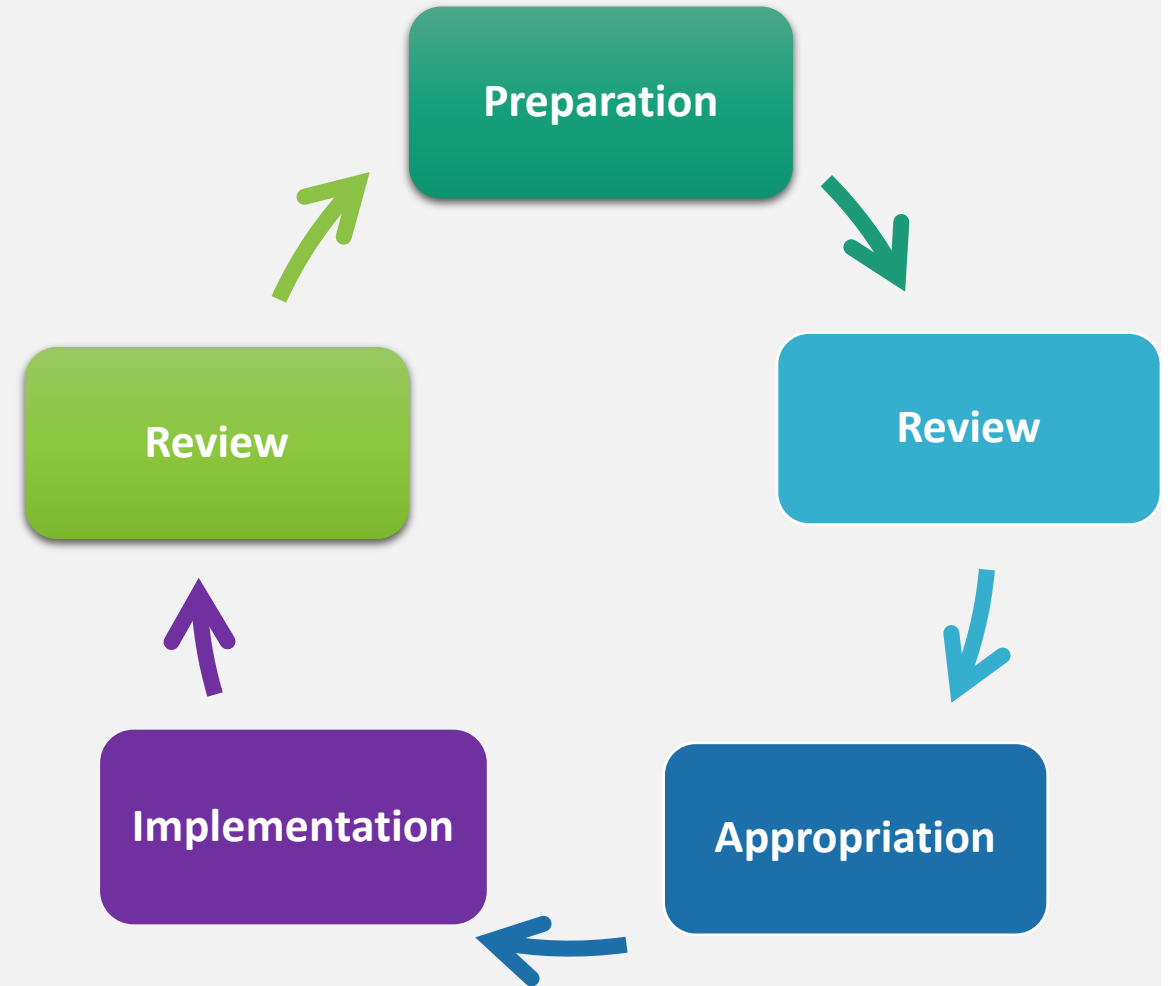 Preparation
Review
Appropriation
Implementation
Review